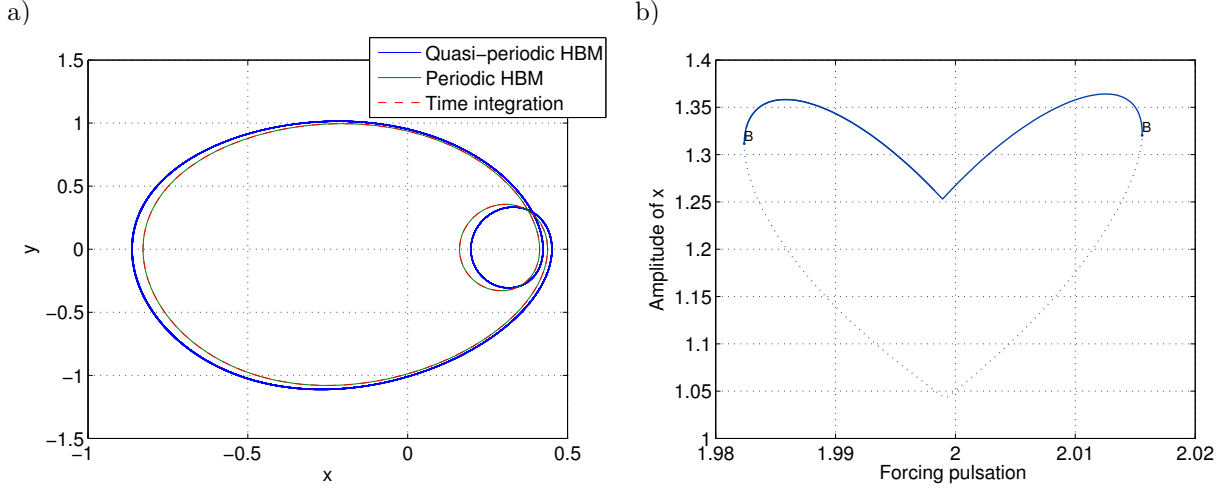 a)
Quasi−periodic HBM
Periodic HBM
Time integration
1.5
1
0.5
0
−0.5
−1
−1.5
−1
−0.5
0
0.5
y
x
b)
1.4
1.35
1.3
1.25
1.2
1.15
1.1
1.05
1
1.98
1.99
2
2.01
2.02
Amplitude of x
Forcing pulsation
B
B